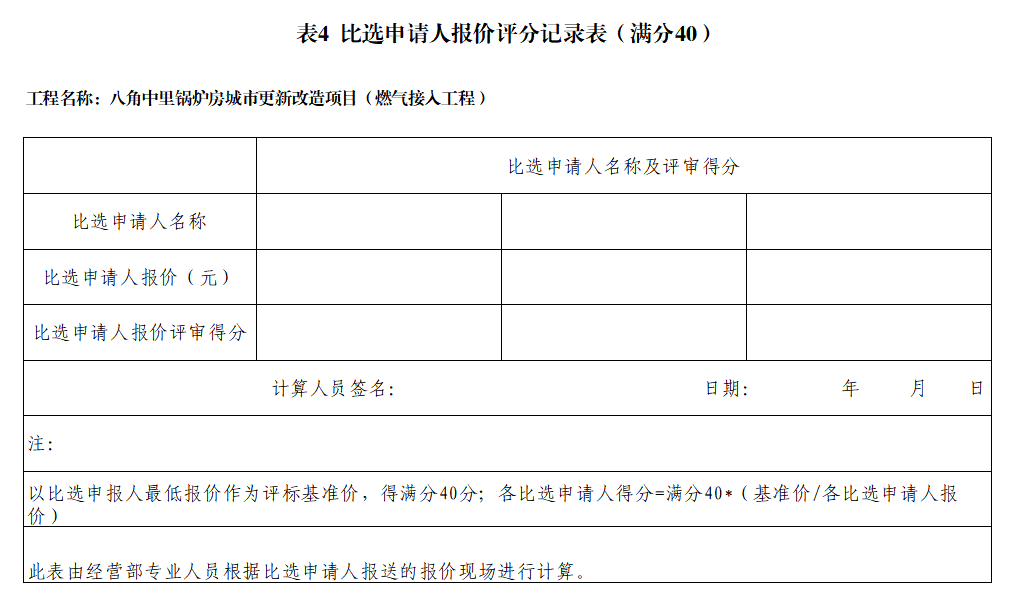 表4 比选申请人报价评分记录表（满分40）
工程名称：八角中里锅炉房城市更新改造项目（燃气接入工程）
比选申请人名称及评审得分
比选申请人名称
比选申请人报价（元）
比选申请人报价评审得分
计算人员签名： 日期： 年 月 日
注：
以比选申报人最低报价作为评标基准价，得满分40分；各比选申请人得分=满分40*（基准价/各比选申请人报
价）
此表由经营部专业人员根据比选申请人报送的报价现场进行计算。